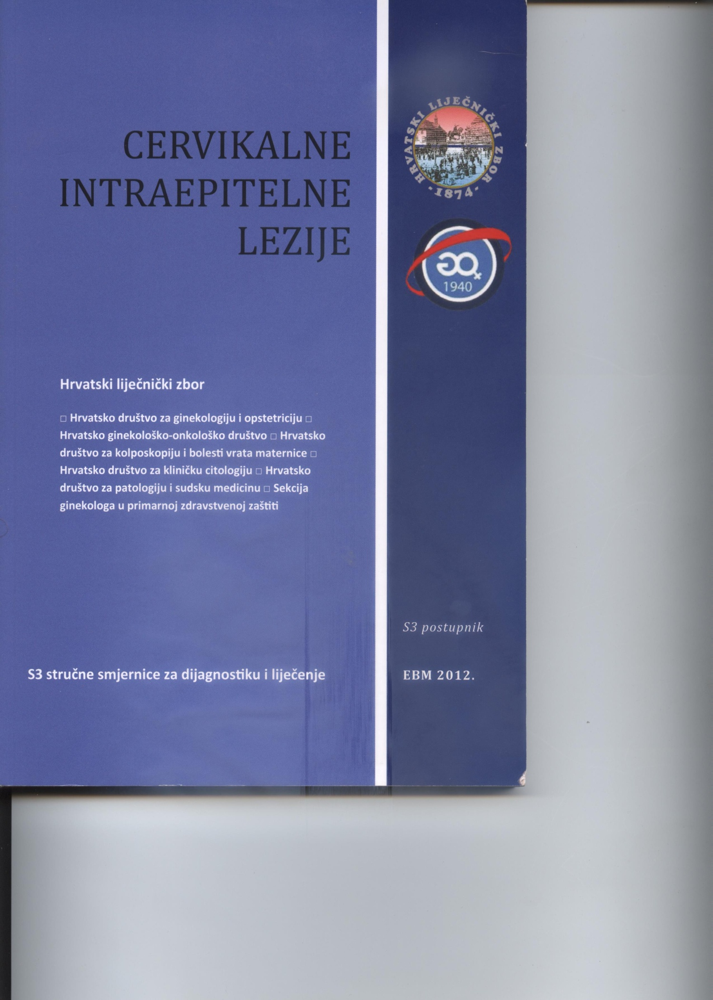 CERVIKALNE
INTRAEPITELNE
LEZIJE
HRVATSKI LIJEČNIČKI ZBOR
·1874·
1940
Hrvatski liječnički zbor
□ Hrvatsko društvo za ginekologiju i opstetriciju □
Hrvatsko ginekološko-onkološko društvo □ Hrvatsko
društvo za kolposkopiju i bolesti vrata maternice □
Hrvatsko društvo za kliničku citologiju □ Hrvatsko
društvo za patologiju i sudsku medicinu □ Sekcija
ginekologa u primarnoj zdravstvenoj zaštiti
S3 postupnik
S3 stručne smjernice za dijagnostiku i liječenje
EBM 2012.